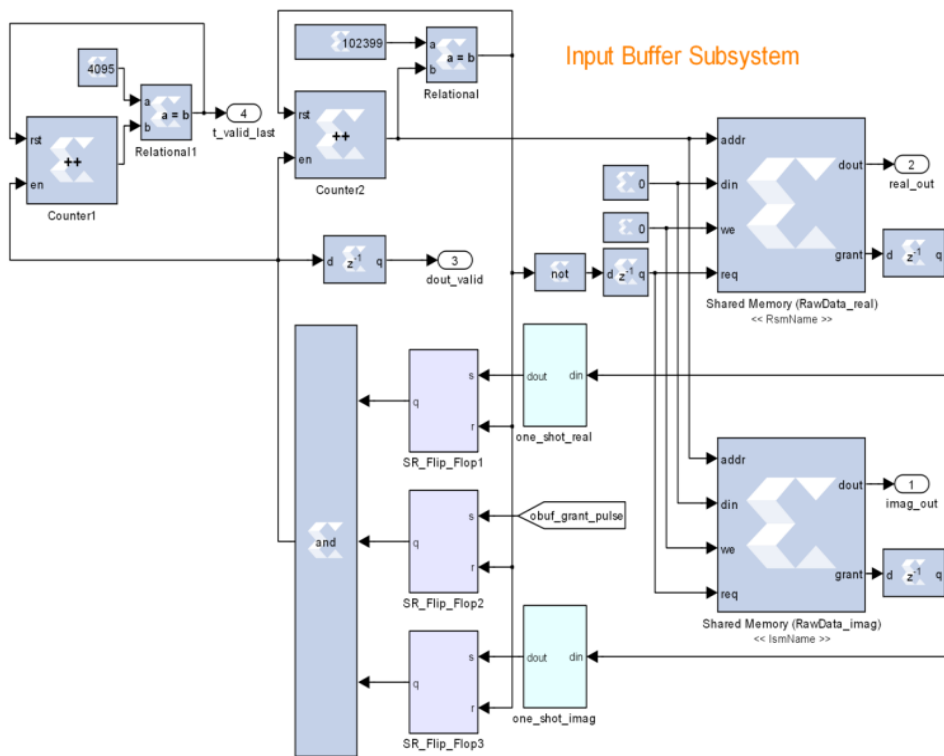 Input Buffer Subsystem
4095
a
b
a = b
Relational1
4
t_valid_last
rst
en
++
Counter1
102399
a
b
a = b
Relational
rst
en
++
Counter2
d
z-1
q
3
dout_valid
0
0
not
d
z-1
q
addr
din
we
req
dout
grant
Shared Memory (RawData_real)
<< RsmName >>
2
real_out
d
z-1
q
and
s
q
r
SR_Flip_Flop1
dout
din
one_shot_real
s
q
r
SR_Flip_Flop2
obuf_grant_pulse
s
q
r
SR_Flip_Flop3
dout
din
one_shot_imag
addr
din
we
req
dout
grant
Shared Memory (RawData_imag)
<< IsmName >>
1
imag_out
d
z-1
q